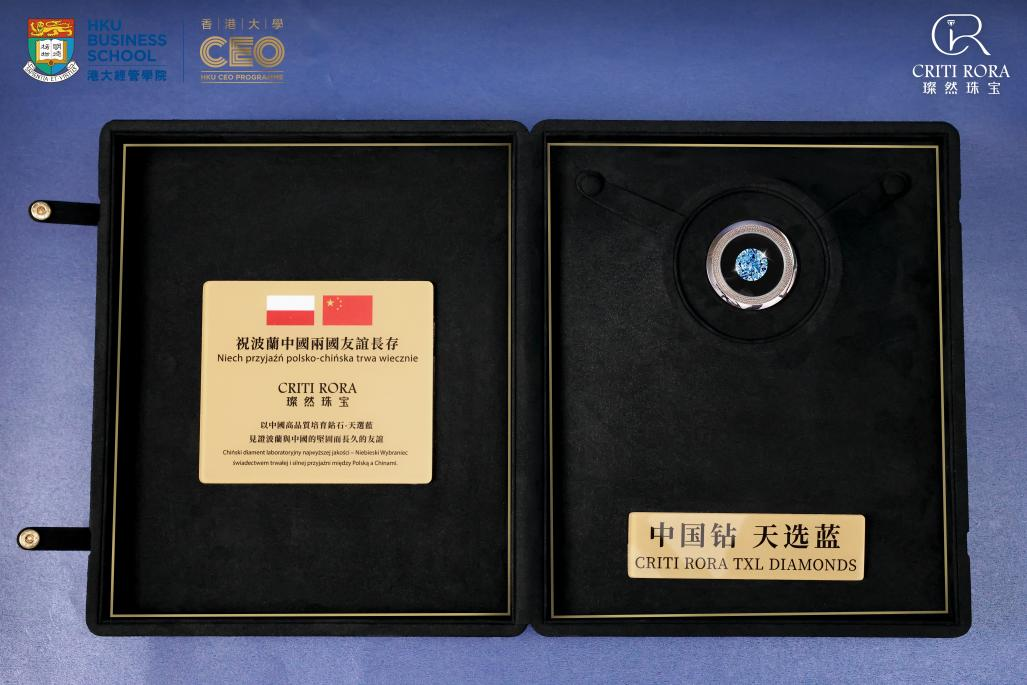 HKU
BUSINESS
SCHOOL
港大經管學院
香港大學
CEO
HKU CEO PROGRAMME
CRITI RORA
璨然珠宝
祝波蘭中國兩國友誼長存
Niech przyjaźń polsko-chińska trwa wiecznie
CRITI RORA
璨然珠宝
以中國高品質培育鉆石·天選藍
見證波蘭與中國的堅固而長久的友誼
Chiński diament laboratoryjny najwyższej jakości – Niebieski Wybraniec
świadectwem trwałej i silnej przyjaźni między Polską a Chinami.
中国钻 天选蓝
CRITI RORA TXL DIAMONDS